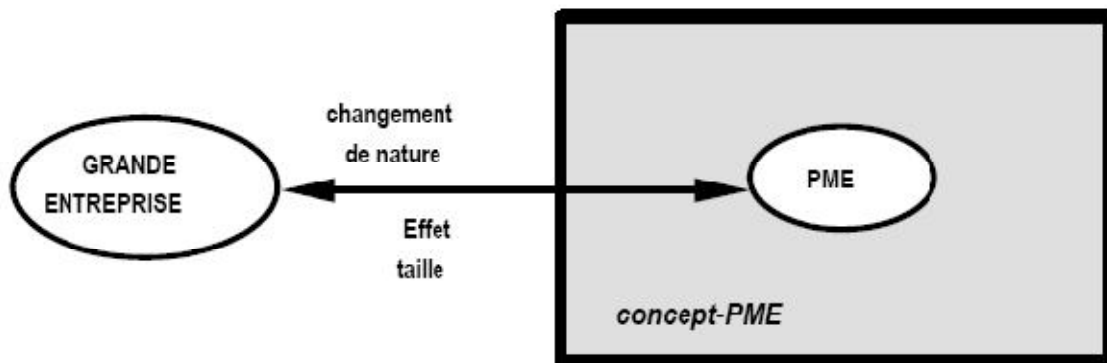 GRANDE
ENTREPRISE
changement
de nature
Effet
taille
PME
concept-PME